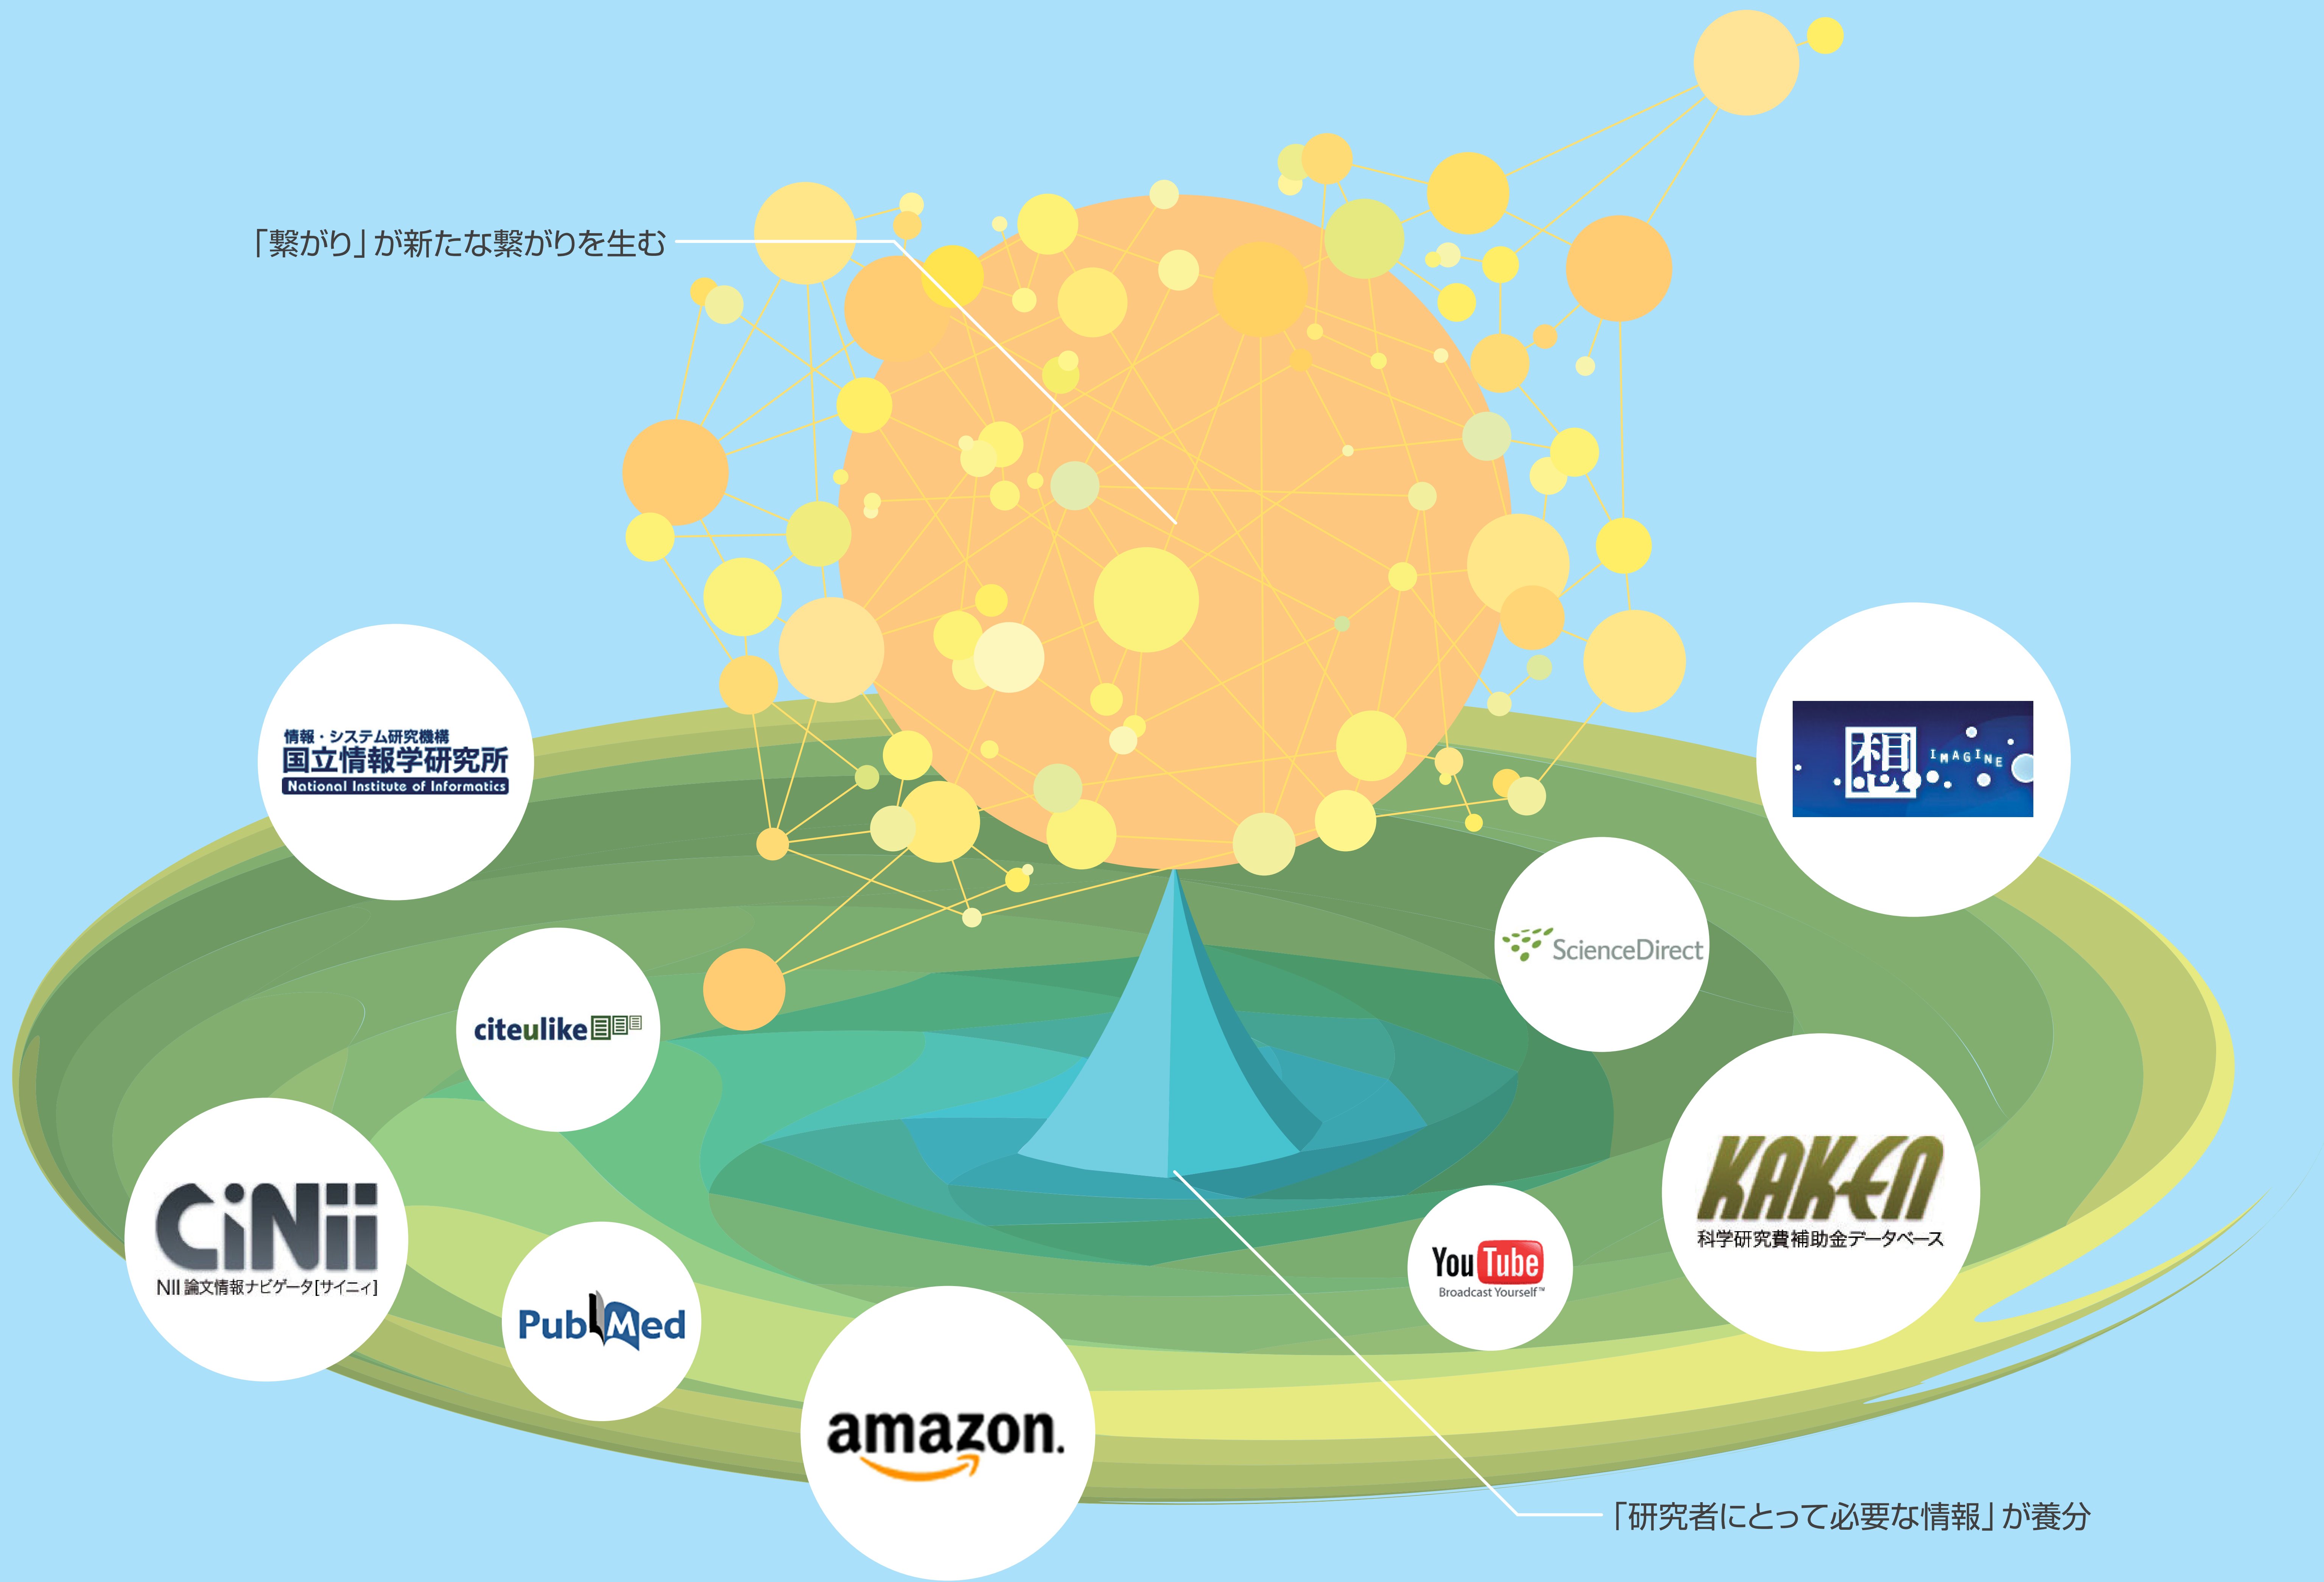 「繋がり」が新たな繋がりを生む
情報・システム研究機構
国立情報学研究所
National Institute of Informatics
想 IMAGINE
ScienceDirect
citeulike
KAKEN
科学研究費補助金データベース
CiNii
NII 論文情報ナビゲータ[サイニィ]
YouTube
Broadcast Yourself™
PubMed
amazon.
「研究者にとって必要な情報」が養分